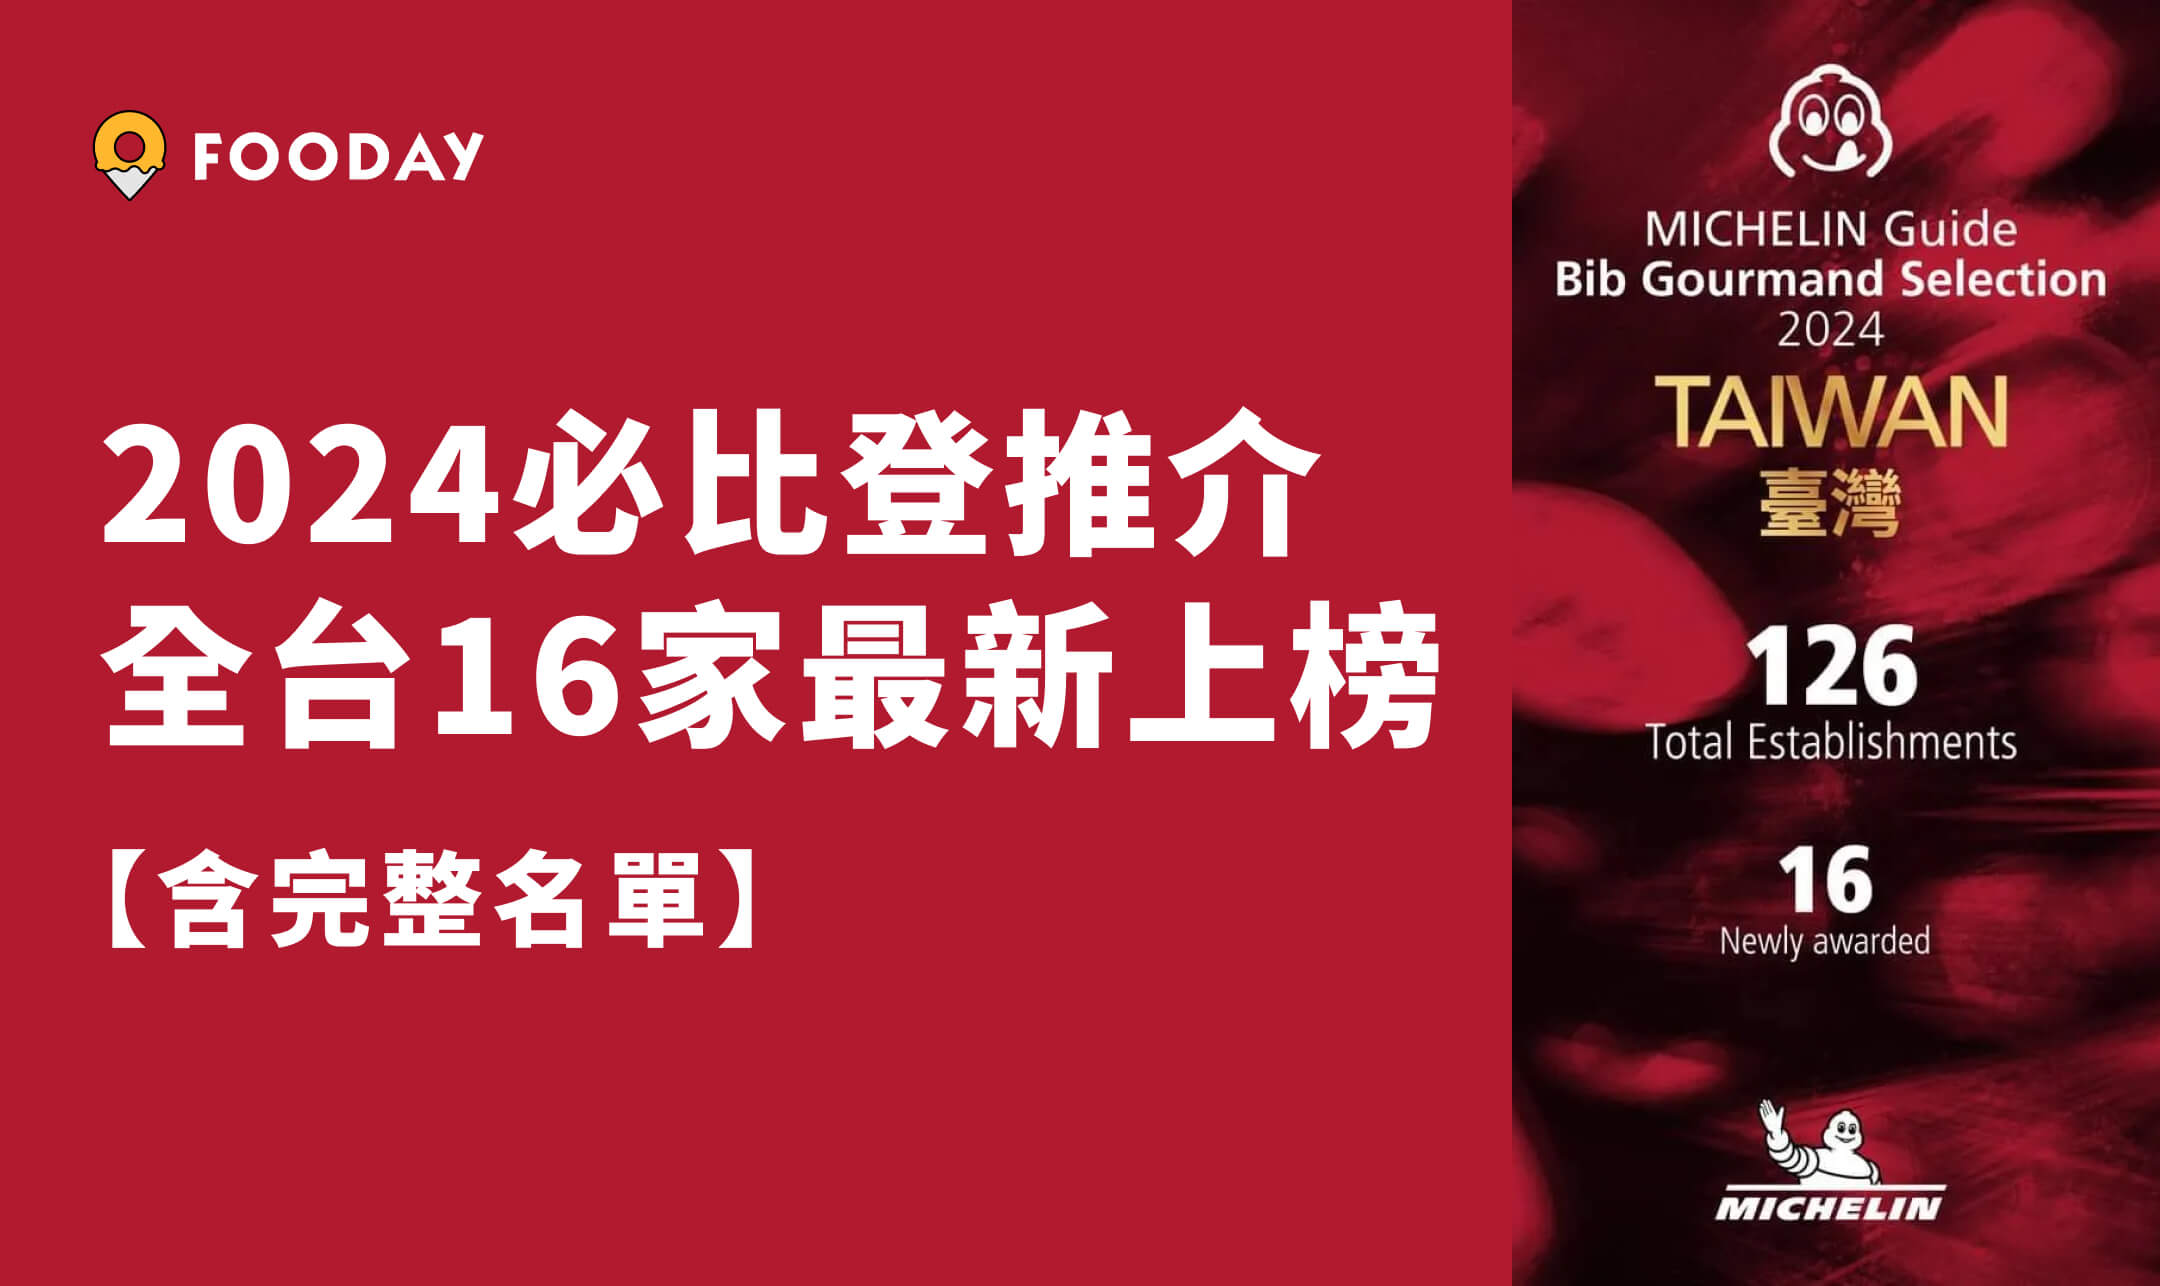 FOODAY
2024必比登推介
全台16家最新上榜
【含完整名單】
MICHELIN Guide
Bib Gourmand Selection
2024
TAIWAN
臺灣
126
Total Establishments
16
Newly awarded
MICHELIN